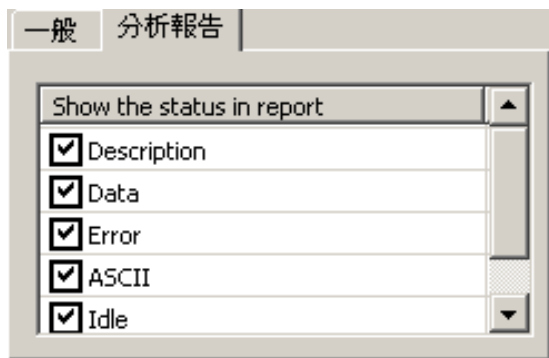 一般 分析報告
Show the status in report
Description
Data
Error
ASCII
Idle